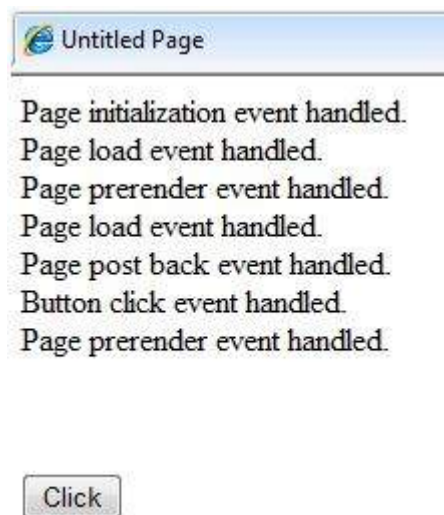 Untitled Page
Page initialization event handled.
Page load event handled.
Page prerender event handled.
Page load event handled.
Page post back event handled.
Button click event handled.
Page prerender event handled.
Click